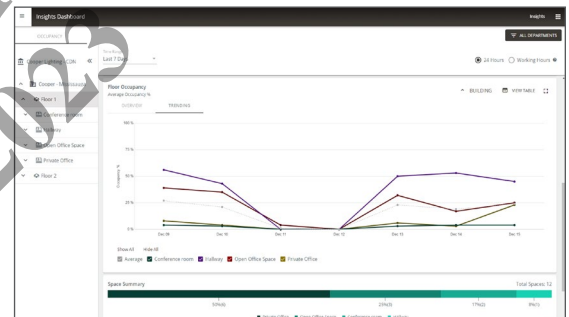 Insights Dashboard
Insights
OCCUPANCY
ALL DEPARTMENTS
Cooper Lighting - CDN
Last 7 Days
24 Hours
Working Hours
Cooper - Mississauga
Floor 1
Conference room
Hallway
Open Office Space
Private Office
Floor 2
Floor Occupancy
Average Occupancy %
BUILDING
VIEW TABLE
OVERVIEW
TRENDING
Occupancy %
100%
75%
50%
25%
0%
Dec 09
Dec 10
Dec 11
Dec 12
Dec 13
Dec 14
Dec 15
Show All
Hide All
Average
Conference room
Hallway
Open Office Space
Private Office
Space Summary
Total Spaces: 12
50%(6)
25%(3)
17%(2)
8%(1)
2023